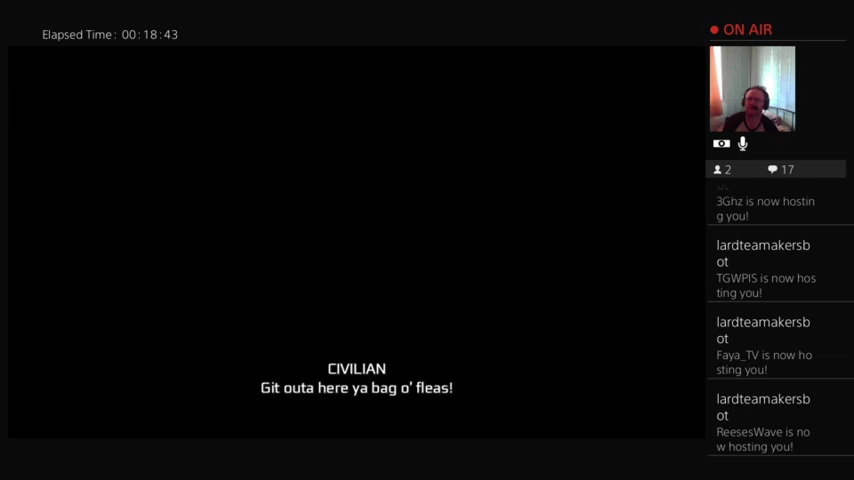 Elapsed Time: 00:18:43
ON AIR
2
17
3Ghz is now hostin
g you!
lardteamakersb
ot
TGWPIS is now hos
ting you!
lardteamakersb
ot
Faya_TV is now ho
sting you!
lardteamakersb
ot
ReesesWave is no
w hosting you!
CIVILIAN
Git outa here ya bag o' fleas!